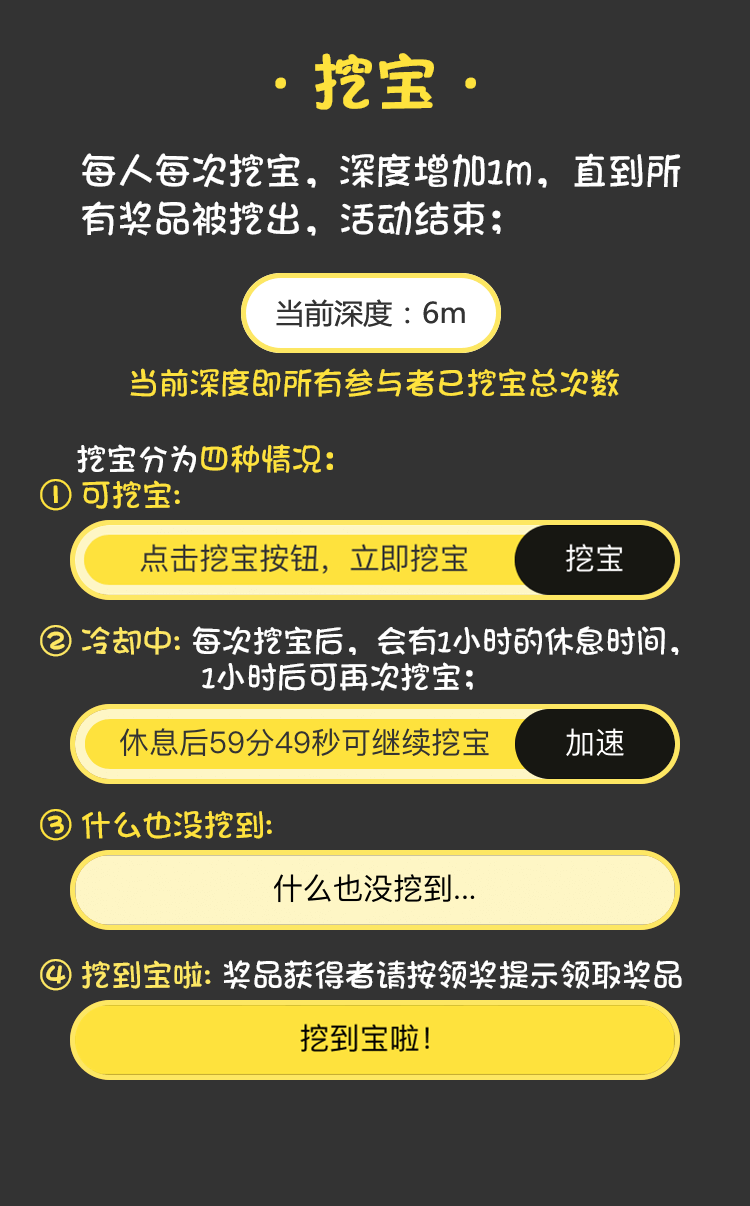 · 挖宝 ·
每人每次挖宝，深度增加1m，直到所
有奖品被挖出，活动结束；
当前深度：6m
当前深度即所有参与者已挖宝总次数
挖宝分为四种情况：
① 可挖宝:
点击挖宝按钮，立即挖宝 挖宝
② 冷却中: 每次挖宝后，会有1小时的休息时间，
1小时后可再次挖宝；
休息后59分49秒可继续挖宝 加速
③ 什么也没挖到:
什么也没挖到...
④ 挖到宝啦: 奖品获得者请按领奖提示领取奖品
挖到宝啦！